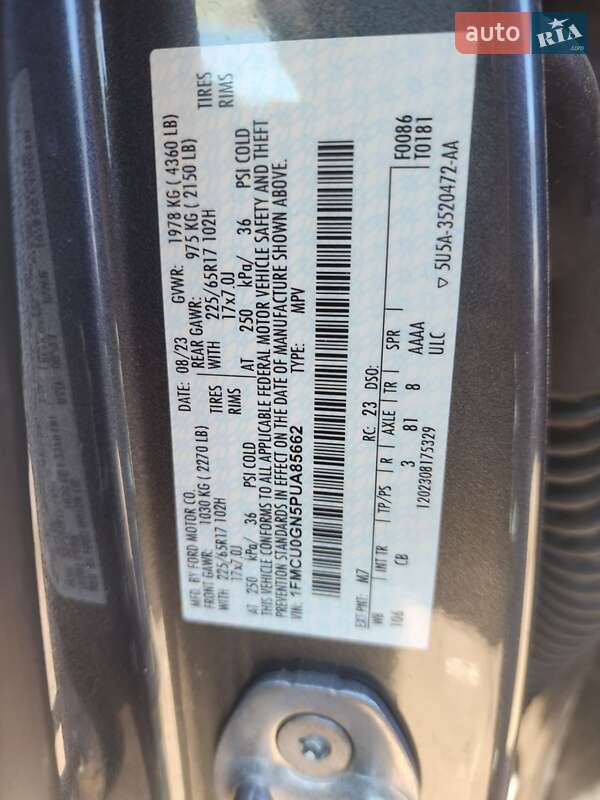 auto RIA .com
MFD. BY FORD MOTOR CO. DATE: 08/23 GVWR: 1978 KG ( 4360 LB)
FRONT GAWR: 1030 KG ( 2270 LB) REAR GAWR: 975 KG ( 2150 LB)
WITH 225/65R17 102H TIRES WITH 225/65R17 102H TIRES
17x7.0J RIMS 17x7.0J RIMS
AT 250 kPa/ 36 PSI COLD AT 250 kPa/ 36 PSI COLD
THIS VEHICLE CONFORMS TO ALL APPLICABLE FEDERAL MOTOR VEHICLE SAFETY AND THEFT
PREVENTION STANDARDS IN EFFECT ON THE DATE OF MANUFACTURE SHOWN ABOVE.
VIN: 1FMCU0GN5PUA85662 TYPE: MPV
F0086
T0181
EXT PNT: M7 RC: 23 DSO:
WB INT TR TP/PS R AXLE TR SPR
106 CB 3 81 8 AAAA
1202308175329 ULC
▽ 5U5A-3520472-AA